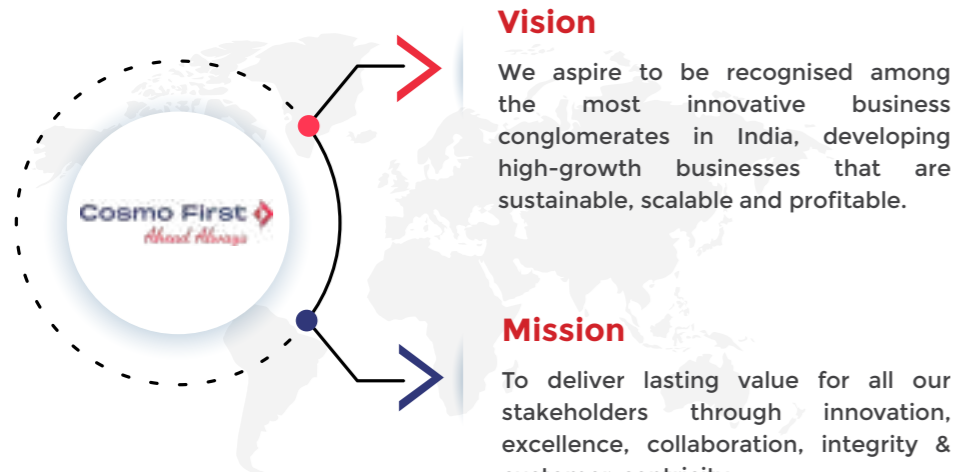 Vision
We aspire to be recognised among
the most innovative business
conglomerates in India, developing
high-growth businesses that are
sustainable, scalable and profitable.
Cosmo First
Ahead Always
Mission
To deliver lasting value for all our
stakeholders through innovation,
excellence, collaboration, integrity &